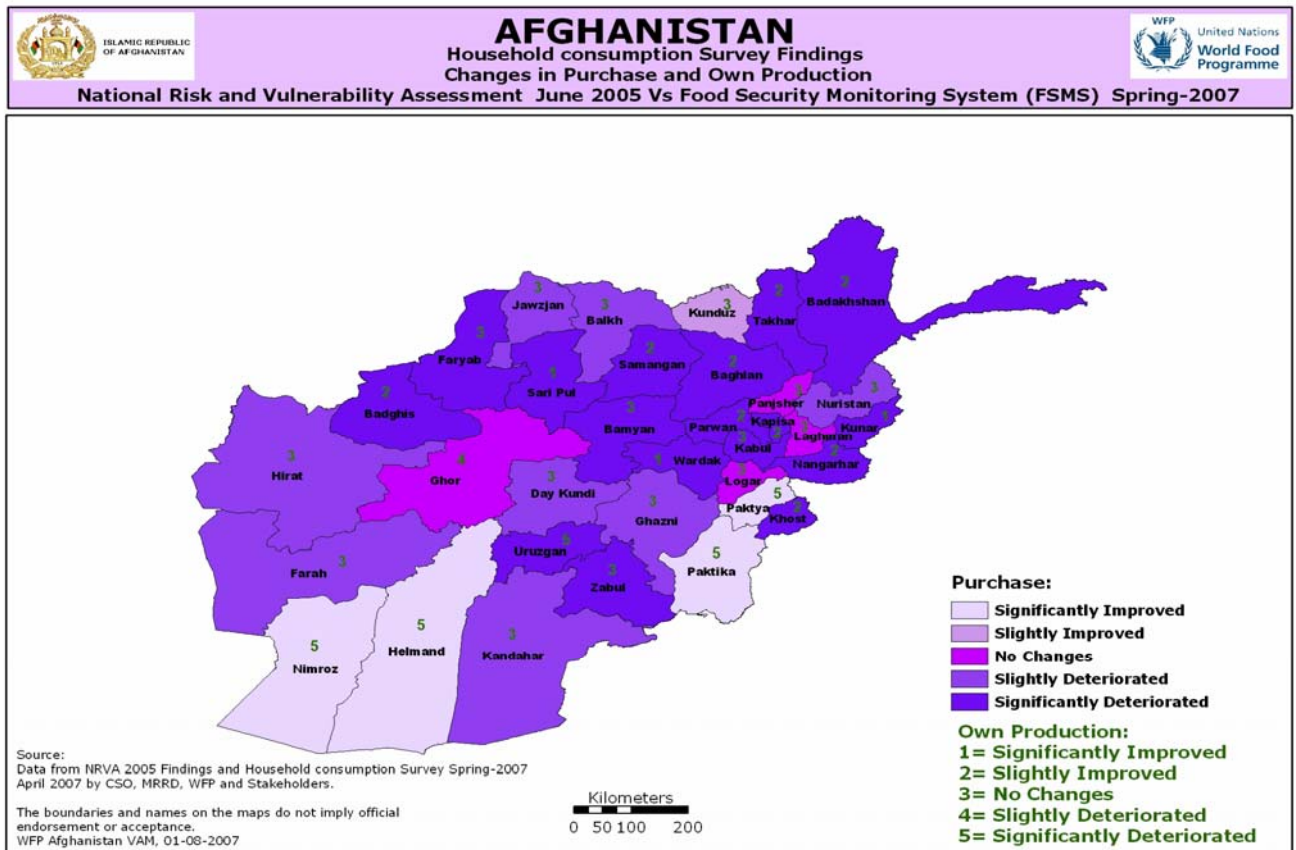 ISLAMIC REPUBLIC
OF AFGHANISTAN
AFGHANISTAN
Household consumption Survey Findings
Changes in Purchase and Own Production
National Risk and Vulnerability Assessment June 2005 Vs Food Security Monitoring System (FSMS) Spring-2007
WFP
United Nations
World Food
Programme
2
Badakhshan
2
Takhar
3
Kunduz
3
Jawzjan
3
Balkh
3
Faryab
2
Samangan
2
Baghlan
1
Sari Pul
2
Badghis
Panjsher
3
Nuristan
3
Bamyan
2
Parwan
Kapisa
2
1
Kunar
Laghman
Kabul
2
Nangarhar
1
Wardak
3
Hirat
4
Ghor
3
Day Kundi
Logar
5
Paktya
2
Khost
3
Ghazni
5
Uruzgan
5
Paktika
3
Zabul
3
Farah
5
Nimroz
5
Helmand
3
Kandahar
Purchase:
Significantly Improved
Slightly Improved
No Changes
Slightly Deteriorated
Significantly Deteriorated
Own Production:
1= Significantly Improved
2= Slightly Improved
3= No Changes
4= Slightly Deteriorated
5= Significantly Deteriorated
Source:
Data from NRVA 2005 Findings and Household consumption Survey Spring-2007
April 2007 by CSO, MRRD, WFP and Stakeholders.
The boundaries and names on the maps do not imply official
endorsement or acceptance.
WFP Afghanistan VAM, 01-08-2007
Kilometers
0 50 100 200